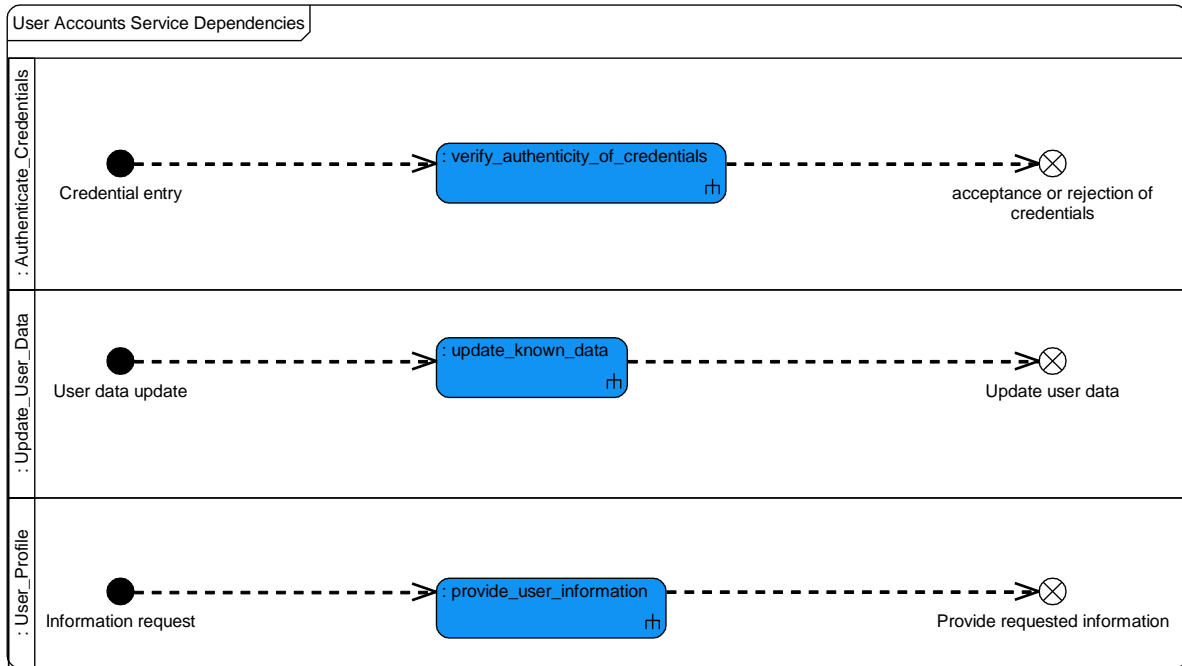 User Accounts Service Dependencies
: Authenticate_Credentials
Credential entry
: verify_authenticity_of_credentials
acceptance or rejection of
credentials
: Update_User_Data
User data update
: update_known_data
Update user data
: User_Profile
Information request
: provide_user_information
Provide requested information